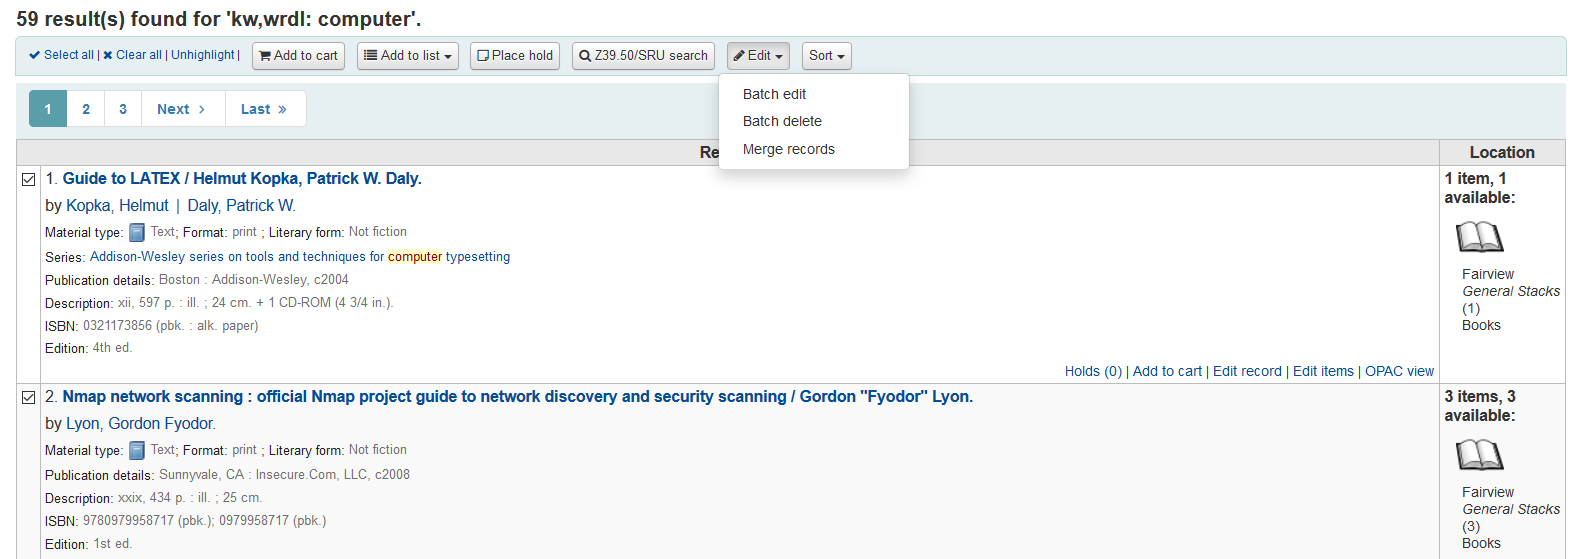 59 result(s) found for 'kw,wrdl: computer'.
Select all | Clear all | Unhighlight | Add to cart Add to list Place hold Z39.50/SRU search Edit Sort
Batch edit
Batch delete
Merge records
1 2 3 Next › Last »
Location
1. Guide to LATEX / Helmut Kopka, Patrick W. Daly.
by Kopka, Helmut | Daly, Patrick W.
Material type: Text; Format: print ; Literary form: Not fiction
Series: Addison-Wesley series on tools and techniques for computer typesetting
Publication details: Boston : Addison-Wesley, c2004
Description: xii, 597 p. : ill. ; 24 cm. + 1 CD-ROM (4 3/4 in.).
ISBN: 0321173856 (pbk. : alk. paper)
Edition: 4th ed.
Holds (0) | Add to cart | Edit record | Edit items | OPAC view
1 item, 1
available:
Fairview
General Stacks
(1)
Books
2. Nmap network scanning : official Nmap project guide to network discovery and security scanning / Gordon "Fyodor" Lyon.
by Lyon, Gordon Fyodor.
Material type: Text; Format: print ; Literary form: Not fiction
Publication details: Sunnyvale, CA : Insecure.Com, LLC, c2008
Description: xxix, 434 p. : ill. ; 25 cm.
ISBN: 9780979958717 (pbk.); 0979958717 (pbk.)
Edition: 1st ed.
3 items, 3
available:
Fairview
General Stacks
(3)
Books